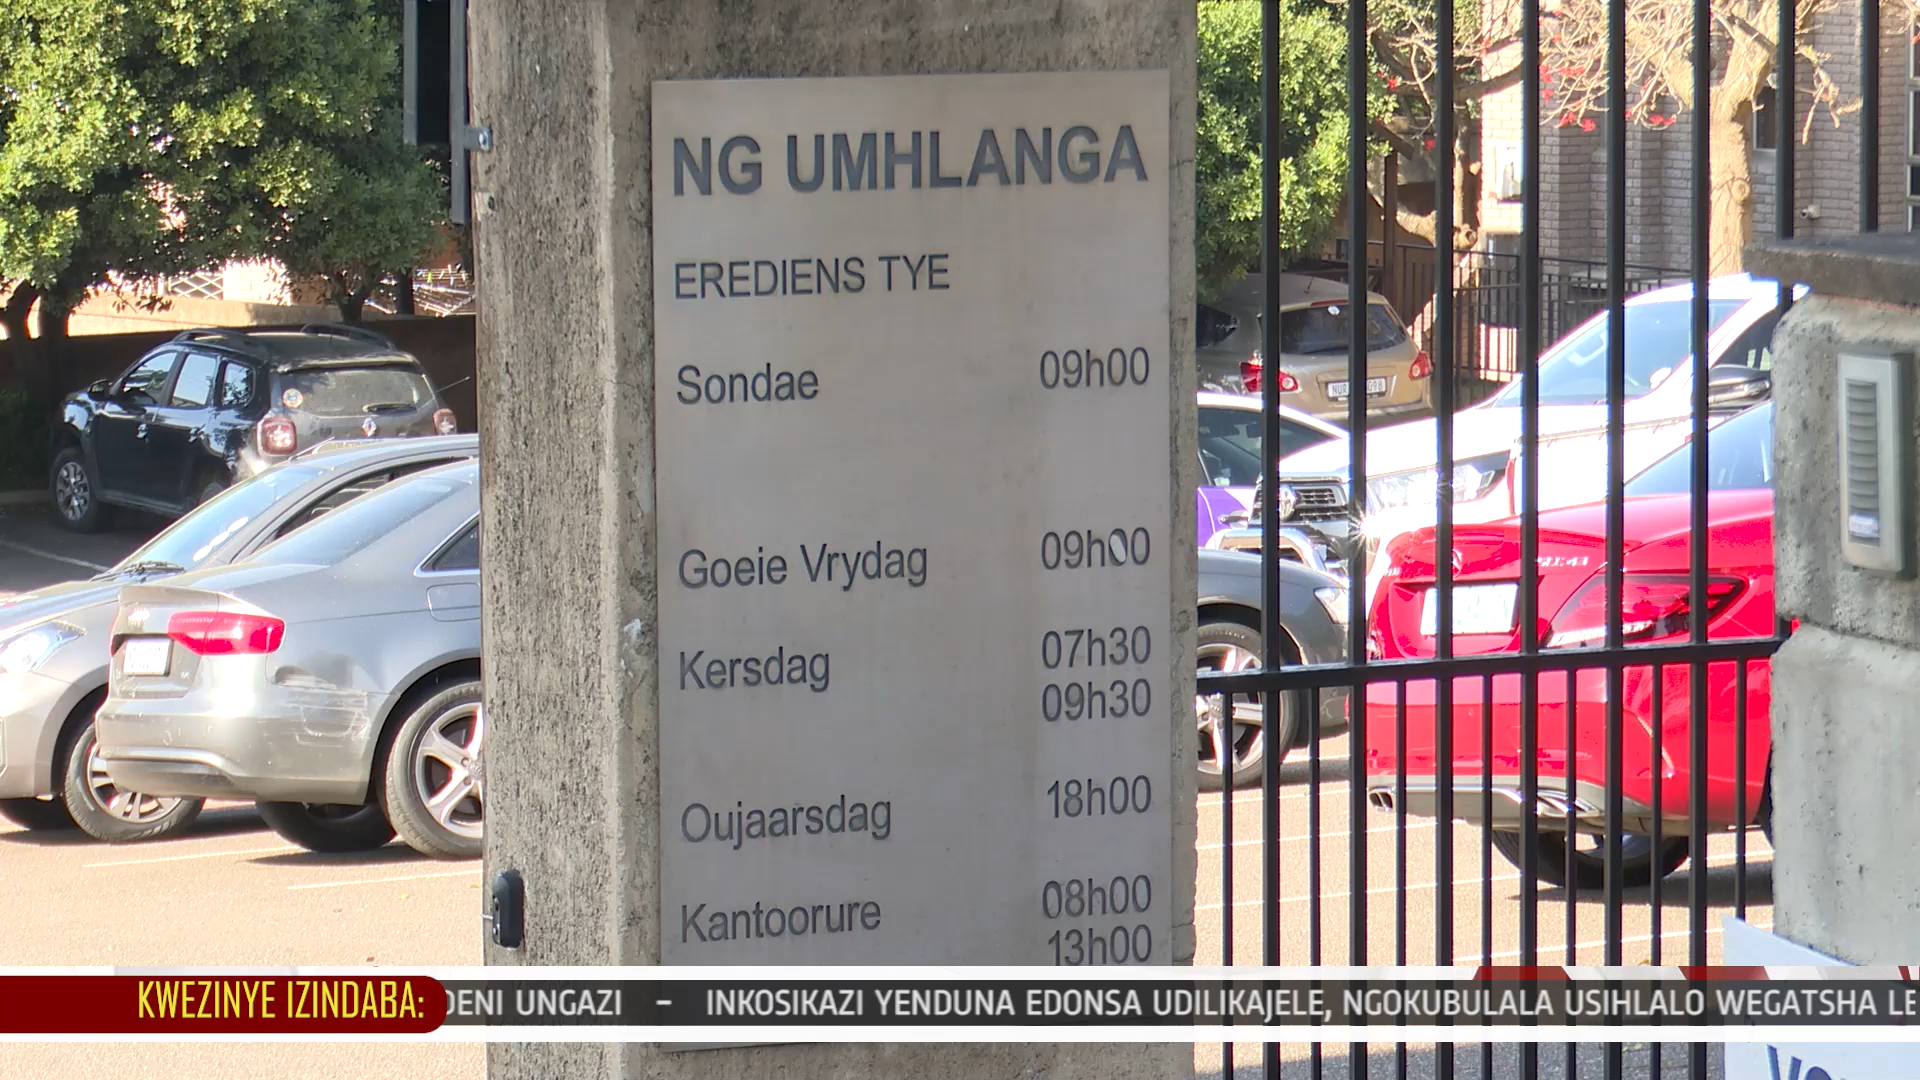 NG UMHLANGA
EREDIENS TYE
Sondae 09h00
Goeie Vrydag 09h00
Kersdag 07h30
09h30
Oujaarsdag 18h00
Kantoorure 08h00
13h00
KWEZINYE IZINDABA: DENI UNGAZI – INKOSIKAZI YENDUNA EDONSA UDILIKAJELE, NGOKUBULALA USIHLALO WEGATSHA LE